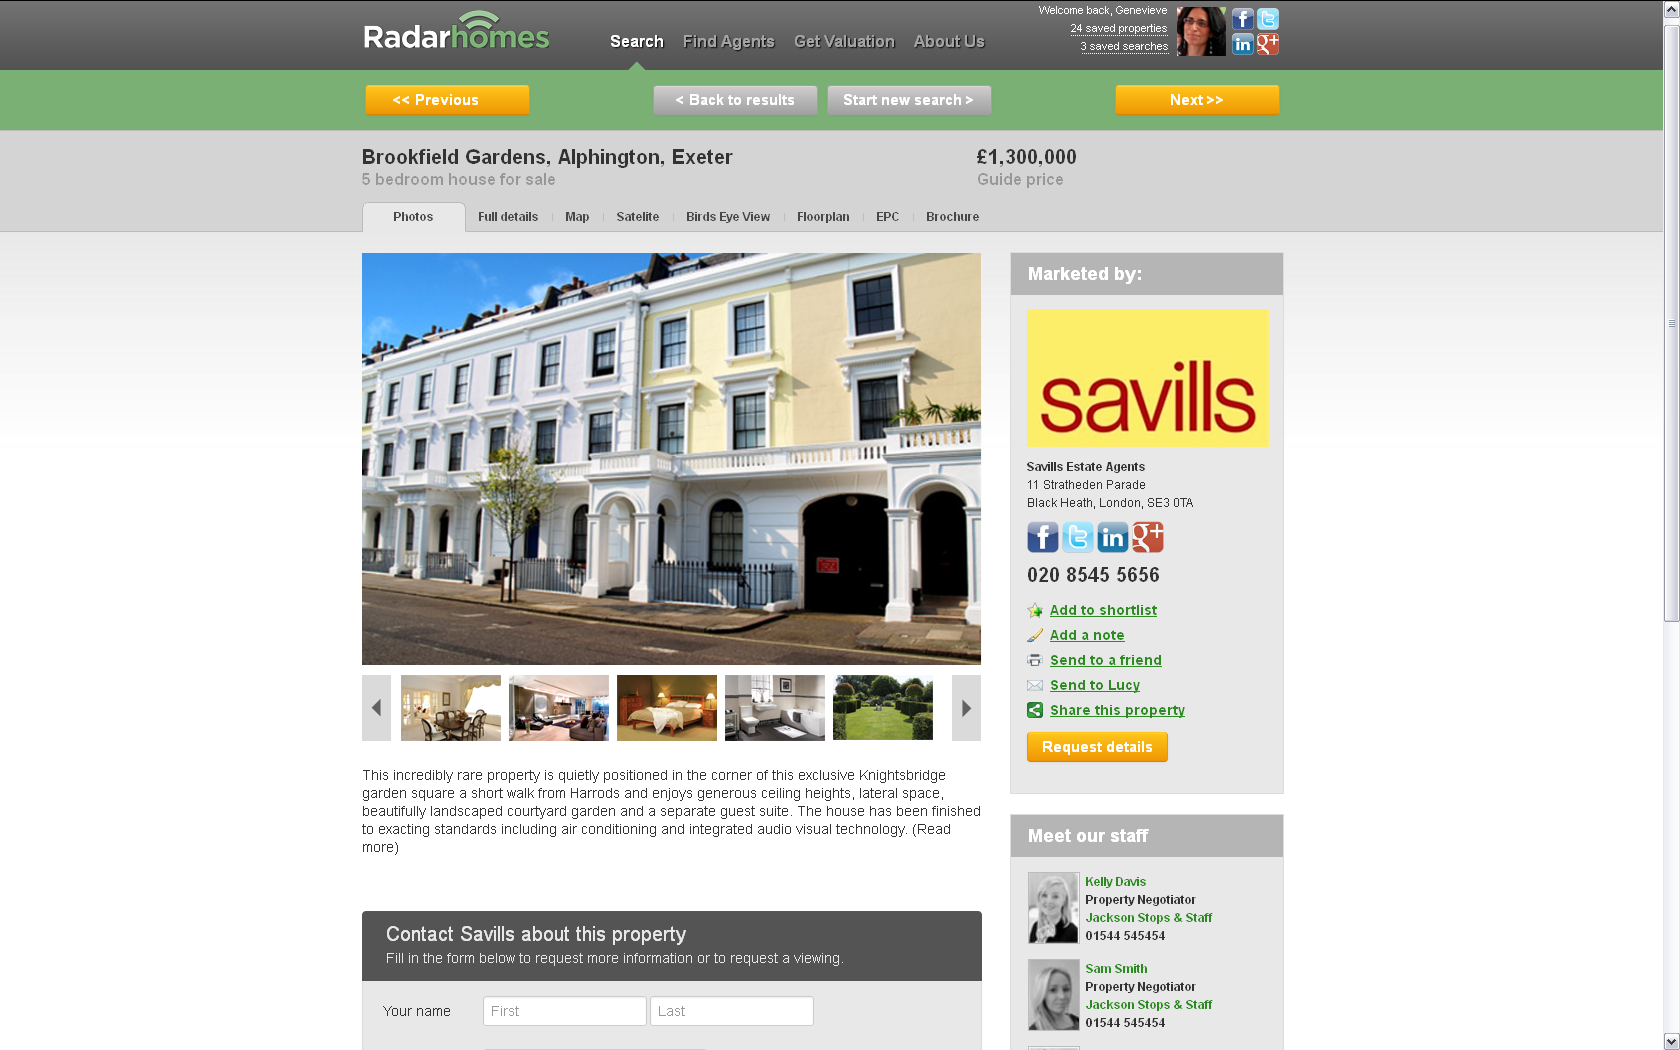 Radarhomes
Search
Find Agents
Get Valuation
About Us
Welcome back, Genevieve
24 saved properties
3 saved searches
<< Previous
< Back to results
Start new search >
Next >>
Brookfield Gardens, Alphington, Exeter
5 bedroom house for sale
£1,300,000
Guide price
Photos
Full details
Map
Satelite
Birds Eye View
Floorplan
EPC
Brochure
Marketed by:
savills
Savills Estate Agents
11 Stratheden Parade
Black Heath, London, SE3 0TA
020 8545 5656
Add to shortlist
Add a note
Send to a friend
Send to Lucy
Share this property
Request details
This incredibly rare property is quietly positioned in the corner of this exclusive Knightsbridge
garden square a short walk from Harrods and enjoys generous ceiling heights, lateral space,
beautifully landscaped courtyard garden and a separate guest suite. The house has been finished
to exacting standards including air conditioning and integrated audio visual technology. (Read
more)
Contact Savills about this property
Fill in the form below to request more information or to request a viewing.
Your name
First
Last
Meet our staff
Kelly Davis
Property Negotiator
Jackson Stops & Staff
01544 545454
Sam Smith
Property Negotiator
Jackson Stops & Staff
01544 545454